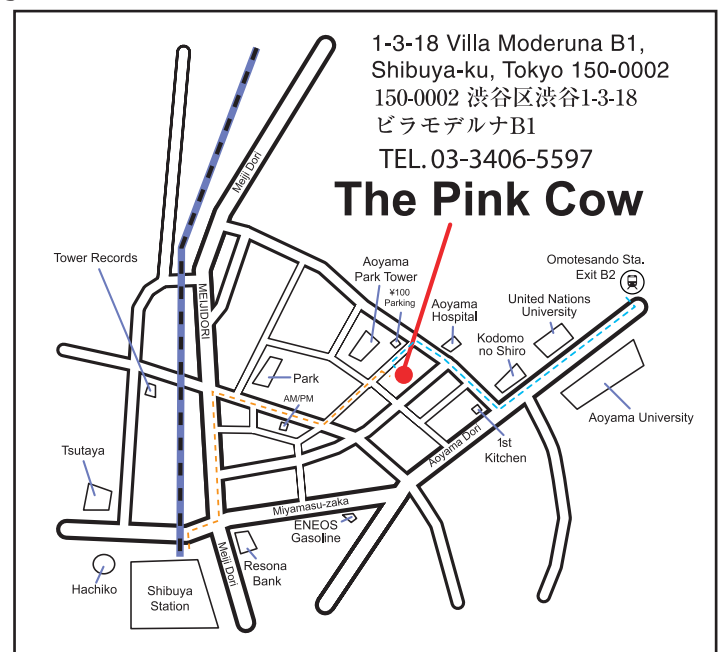 1-3-18 Villa Moderuna B1,
Shibuya-ku, Tokyo 150-0002
150-0002 渋谷区渋谷1-3-18
ビラモデルナB1
TEL. 03-3406-5597
The Pink Cow
Meiji Dori
Tower Records
MEIJIDORI
Aoyama
Park Tower
¥100
Parking
Aoyama
Hospital
Omotesando Sta.
Exit B2
United Nations
University
Kodomo
no Shiro
Park
AM/PM
Aoyama University
Tsutaya
Aoyama Dori
1st
Kitchen
Miyamasu-zaka
ENEOS
Gasoline
Meiji Dori
Resona
Bank
Hachiko
Shibuya
Station